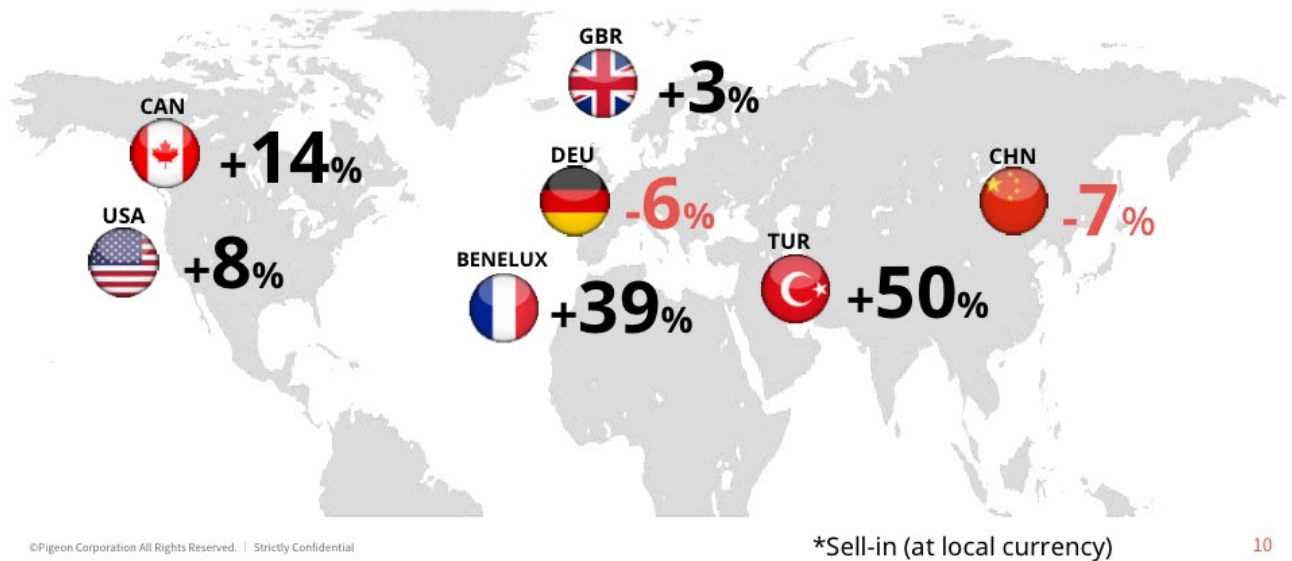 GBR
+3%
CAN
+14%
DEU
-6%
CHN
-7%
USA
+8%
TUR
+50%
BENELUX
+39%
©Pigeon Corporation All Rights Reserved. | Strictly Confidential
*Sell-in (at local currency)
10